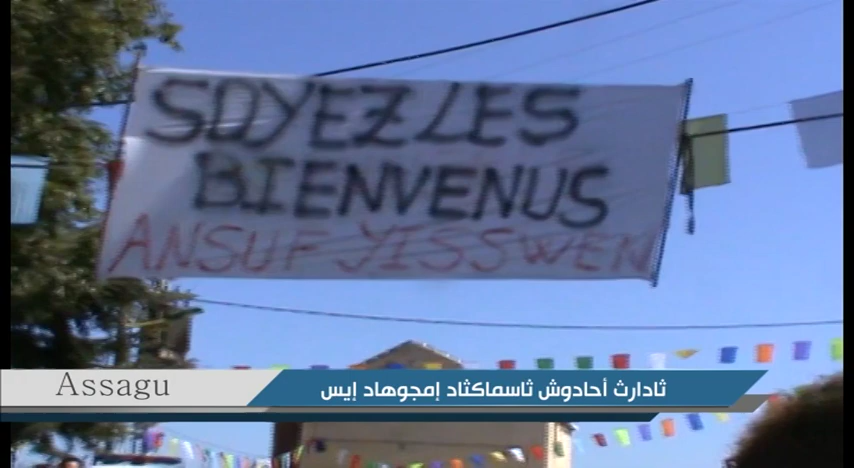 SOYEZ LES
BIENVENUS
ANSUF YISSWEN
Assagu
ثادارث أحادوش ثاسماكثاد إمجوهاد إيس